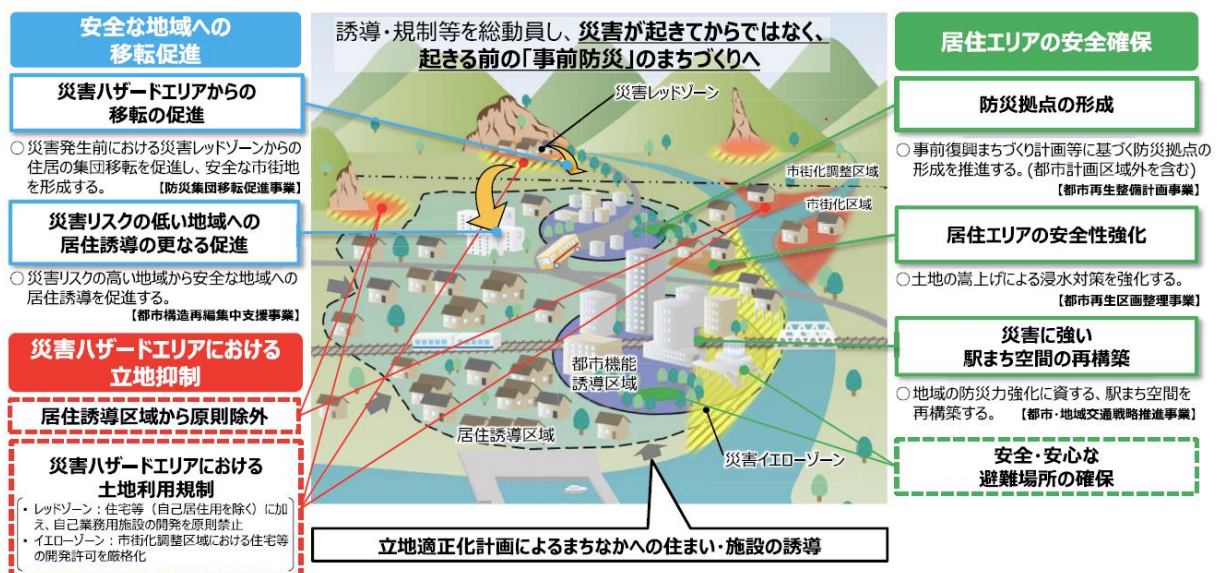 誘導・規制等を総動員し、災害が起きてからではなく、
起きる前の「事前防災」のまちづくりへ
安全な地域への
移転促進
災害ハザードエリアからの
移転の促進
○災害発生前における災害レッドゾーンからの
住居の集団移転を促進し、安全な市街地
を形成する。 【防災集団移転促進事業】
災害リスクの低い地域への
居住誘導の更なる促進
○災害リスクの高い地域から安全な地域への
居住誘導を促進する。
【都市構造再編集中支援事業】
災害ハザードエリアにおける
立地抑制
居住誘導区域から原則除外
災害ハザードエリアにおける
土地利用規制
・レッドゾーン：住宅等（自己居住用を除く）に加
え、自己業務用施設の開発を原則禁止
・イエローゾーン：市街化調整区域における住宅等
の開発許可を厳格化
災害レッドゾーン
市街化調整区域
市街化区域
都市機能
誘導区域
居住誘導区域
災害イエローゾーン
立地適正化計画によるまちなかへの住まい・施設の誘導
居住エリアの安全確保
防災拠点の形成
○事前復興まちづくり計画等に基づく防災拠点の
形成を推進する。(都市計画区域外を含む)
【都市再生整備計画事業】
居住エリアの安全性強化
○土地の嵩上げによる浸水対策を強化する。
【都市再生区画整理事業】
災害に強い
駅まち空間の再構築
○地域の防災力強化に資する、駅まち空間を
再構築する。 【都市・地域交通戦略推進事業】
安全・安心な
避難場所の確保